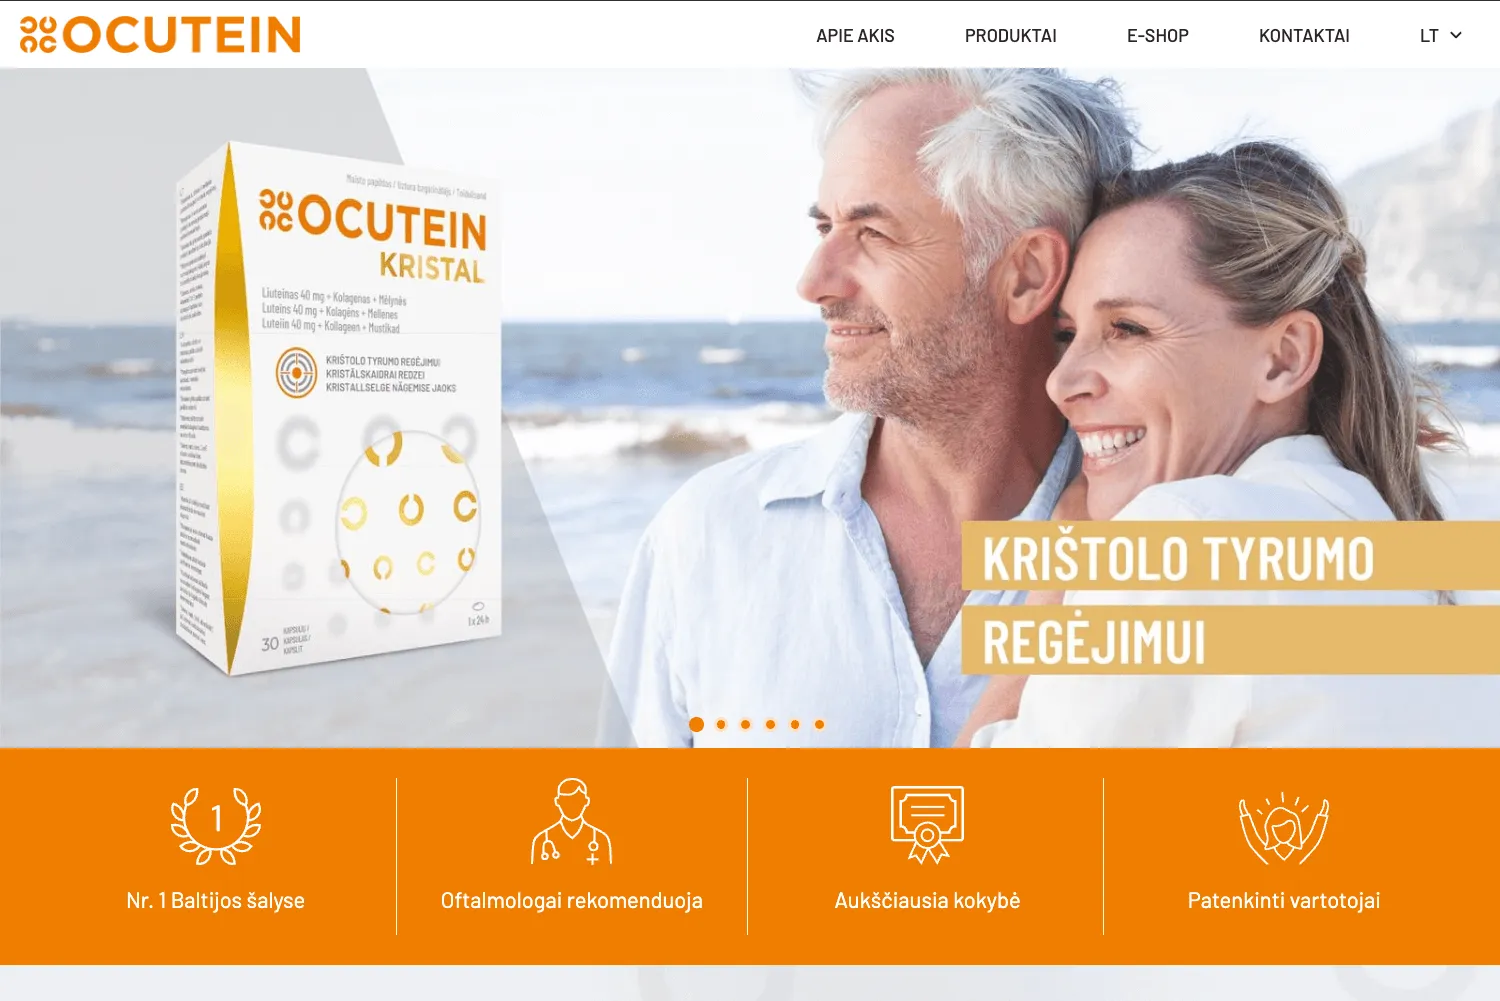 OCUTEIN
APIE AKIS
PRODUKTAI
E-SHOP
KONTAKTAI
LT
Maisto papildas / Uztura bagātinātājs / Toidulisand
OCUTEIN
KRISTAL
Liuteinas 40 mg + Kolagenas + Mėlynės
Luteīns 40 mg + Kolagēns + Mellenes
Luteiin 40 mg + Kollageen + Mustikad
KRIŠTOLO TYRUMO REGĖJIMUI
KRISTĀLSKAIDRAI REDZEI
KRISTALLSELGE NÄGEMISE JAOKS
30
KAPSULIŲ /
KAPSULAS /
KAPSLIT
1 x 24 h
KRIŠTOLO TYRUMO
REGĖJIMUI
1
Nr. 1 Baltijos šalyse
Oftalmologai rekomenduoja
Aukščiausia kokybė
Patenkinti vartotojai